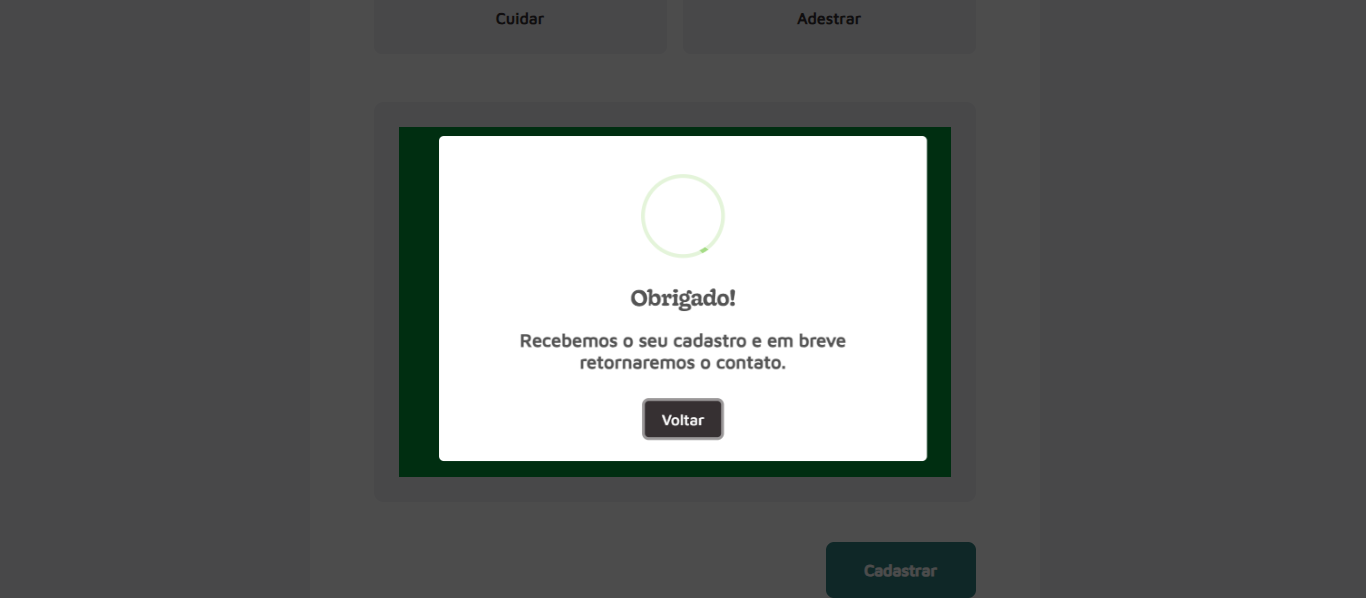 Cuidar
Adestrar
Obrigado!
Recebemos o seu cadastro e em breve
retornaremos o contato.
Voltar
Cadastrar